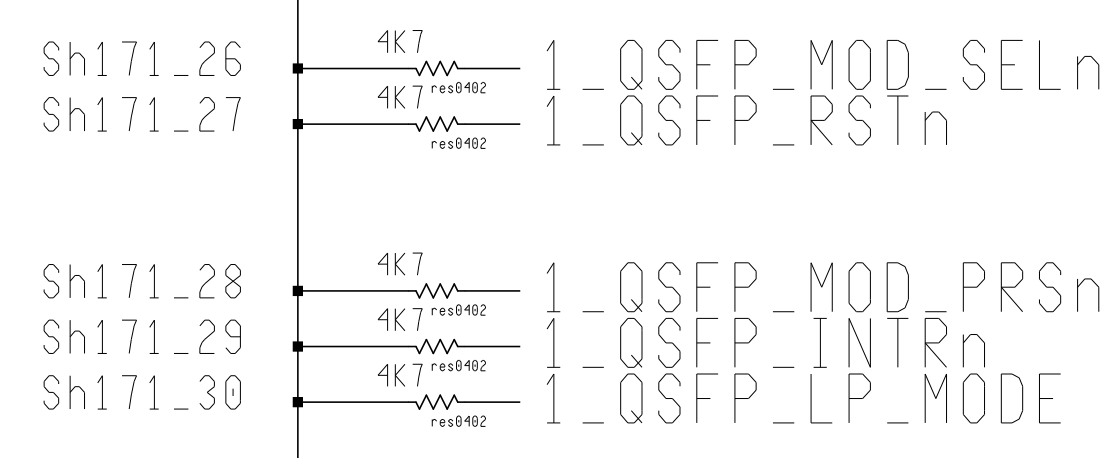 4K7
Sh171_26 1_QSFP_MOD_SELn
res0402
4K7
Sh171_27 1_QSFP_RSTn
res0402
4K7
Sh171_28 1_QSFP_MOD_PRSn
res0402
4K7
Sh171_29 1_QSFP_INTRn
res0402
4K7
Sh171_30 1_QSFP_LP_MODE
res0402